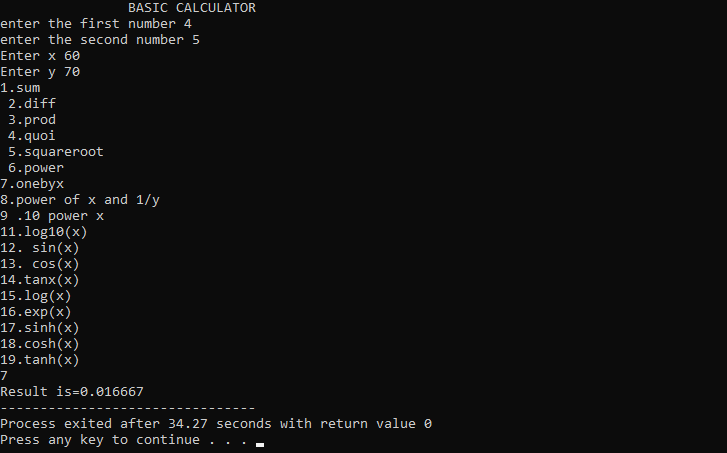 BASIC CALCULATOR
enter the first number 4
enter the second number 5
Enter x 60
Enter y 70
1.sum
2.diff
3.prod
4.quoi
5.squareroot
6.power
7.onebyx
8.power of x and 1/y
9 .10 power x
11.log10(x)
12. sin(x)
13. cos(x)
14.tanx(x)
15.log(x)
16.exp(x)
17.sinh(x)
18.cosh(x)
19.tanh(x)
7
Result is=0.016667
--------------------------------
Process exited after 34.27 seconds with return value 0
Press any key to continue . . .